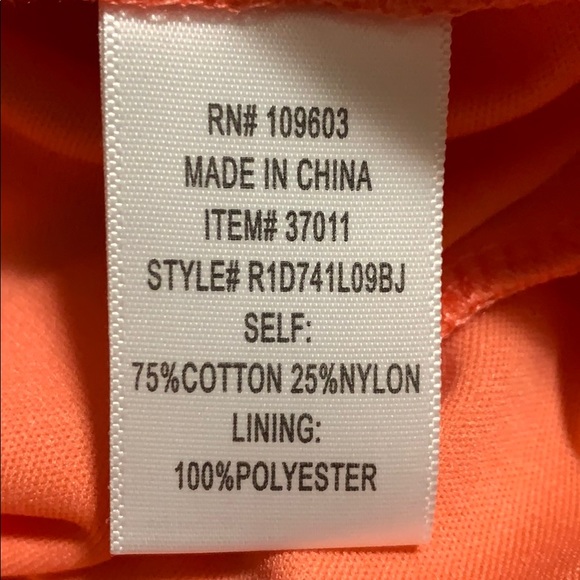 RN# 109603
MADE IN CHINA
ITEM# 37011
STYLE# R1D741L09BJ
SELF:
75%COTTON 25%NYLON
LINING:
100%POLYESTER